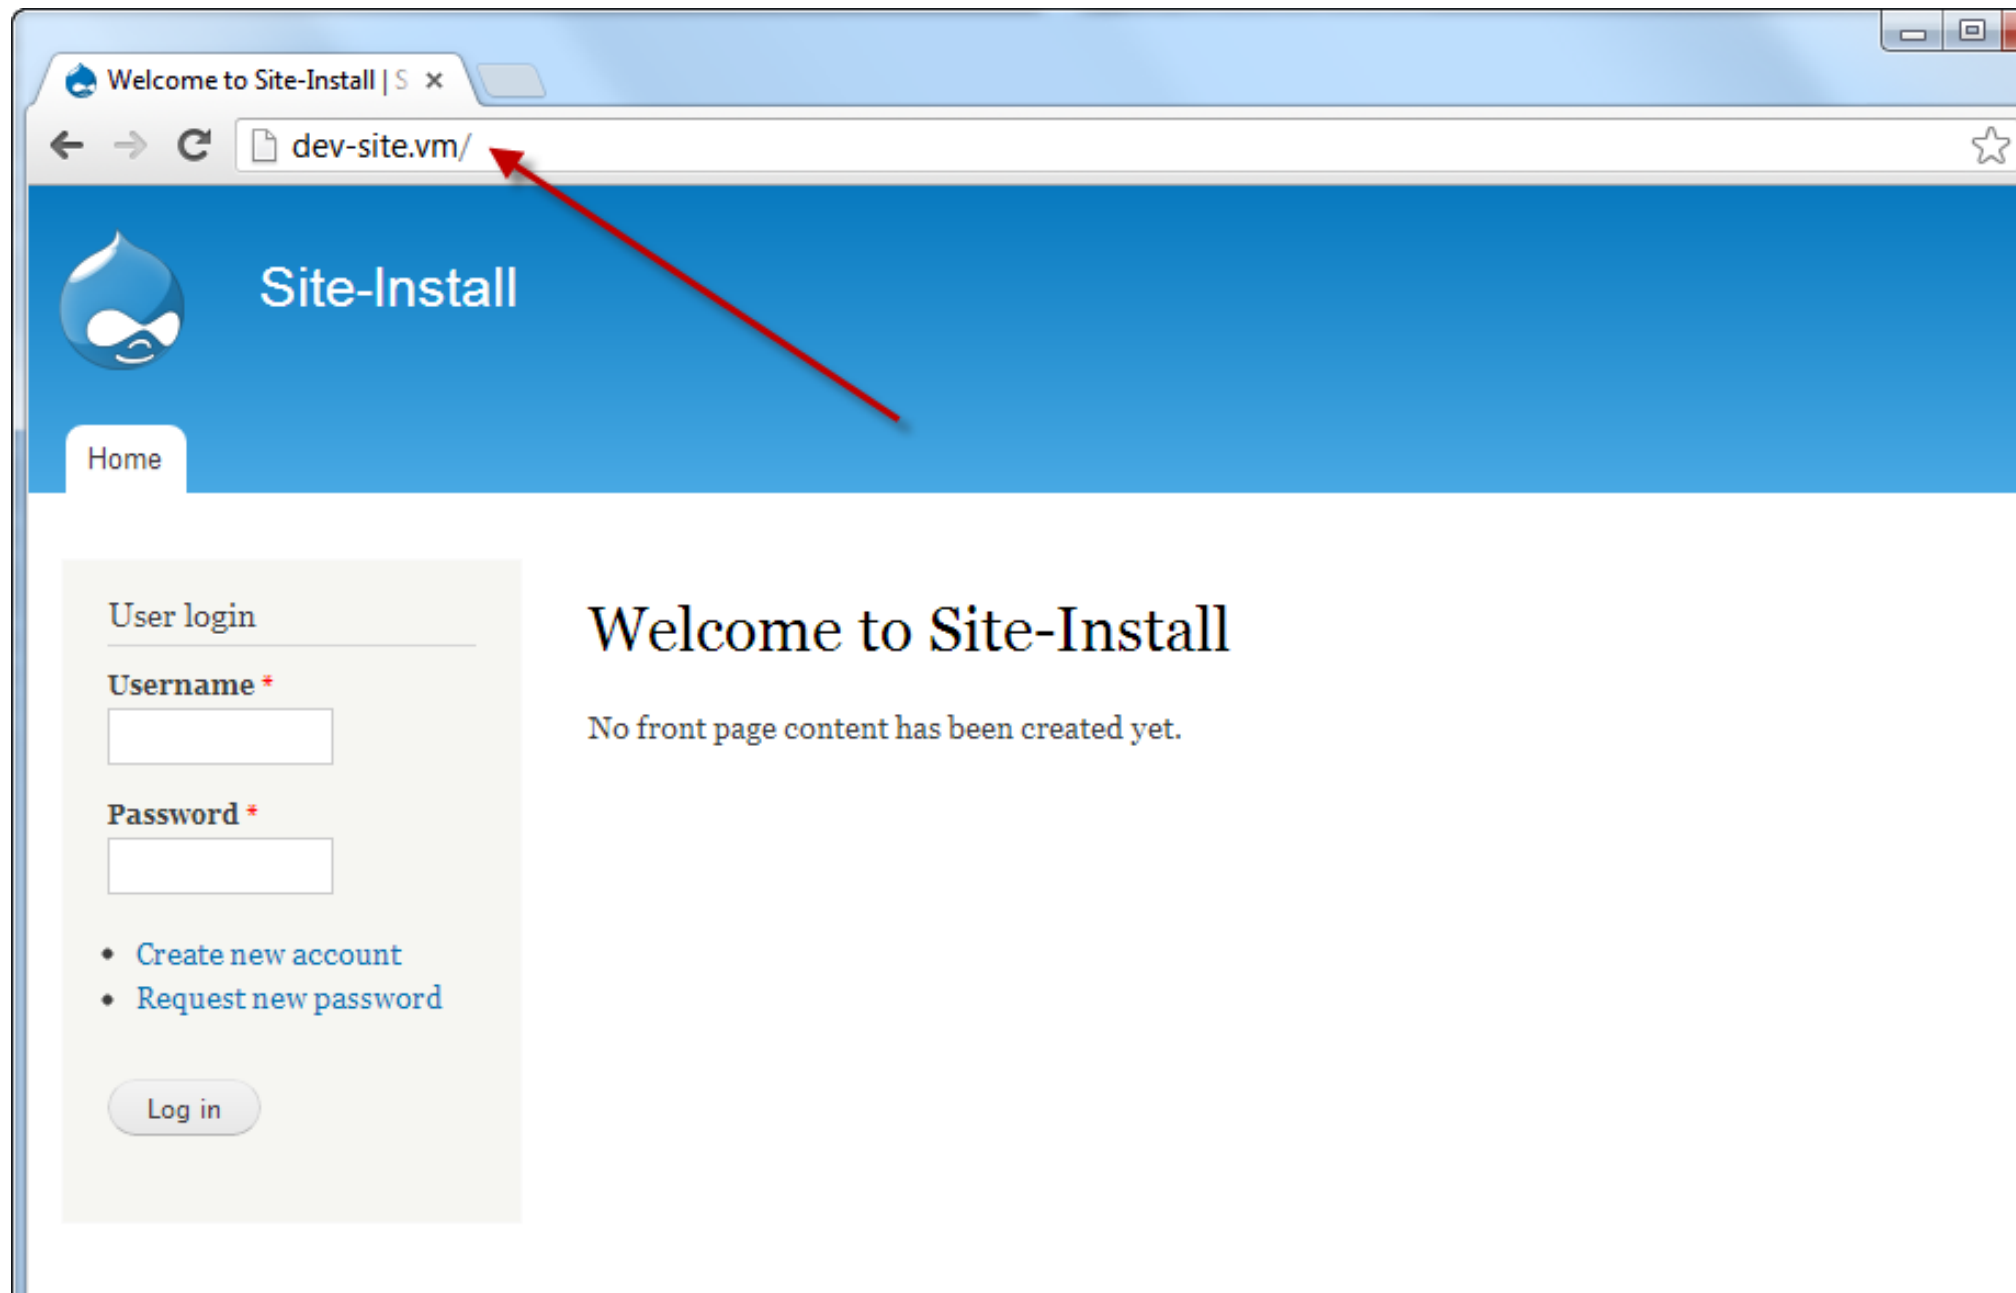 Welcome to Site-Install | S
dev-site.vm/
Site-Install
Home
User login
Username *
Password *
Create new account
Request new password
Log in
Welcome to Site-Install
No front page content has been created yet.